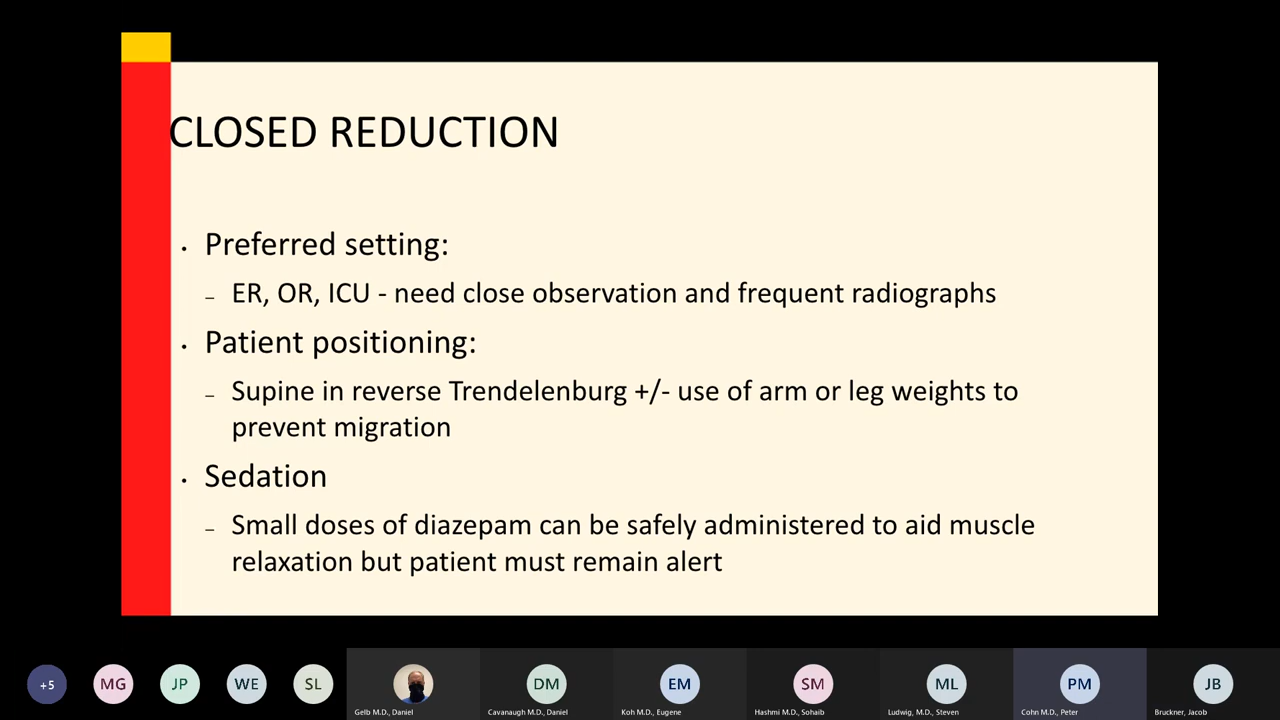 CLOSED REDUCTION
• Preferred setting:
– ER, OR, ICU - need close observation and frequent radiographs
• Patient positioning:
– Supine in reverse Trendelenburg +/- use of arm or leg weights to
prevent migration
• Sedation
– Small doses of diazepam can be safely administered to aid muscle
relaxation but patient must remain alert
+5 MG JP WE SL DM EM SM ML PM JB
Gelb M.D., Daniel Cavanaugh M.D., Daniel Koh M.D., Eugene Hashmi M.D., Sohaib Ludwig, M.D., Steven Cohn M.D., Peter Bruckner, Jacob